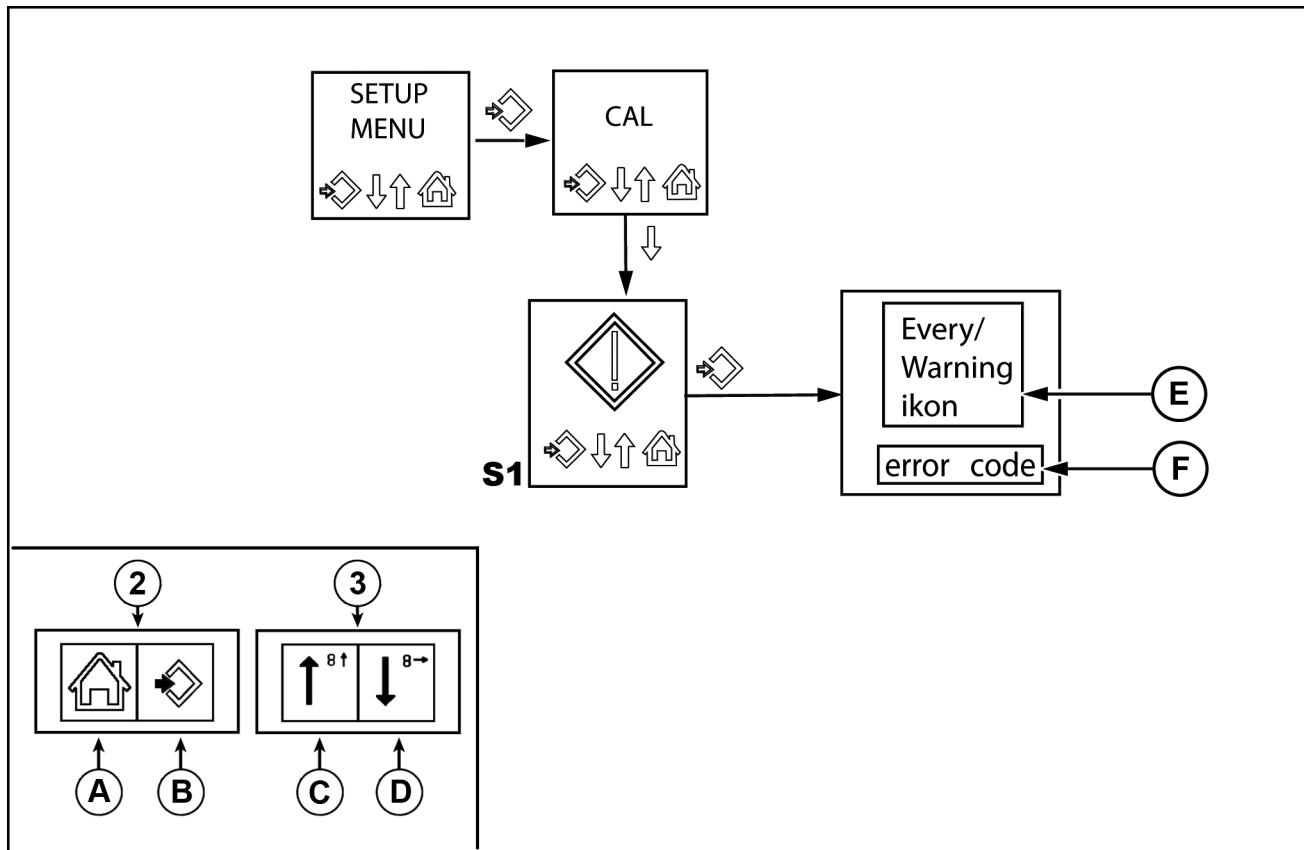 SETUP
MENU
CAL
S1
Every/
Warning
ikon
error code
E
F
2
3
8
8
A
B
C
D